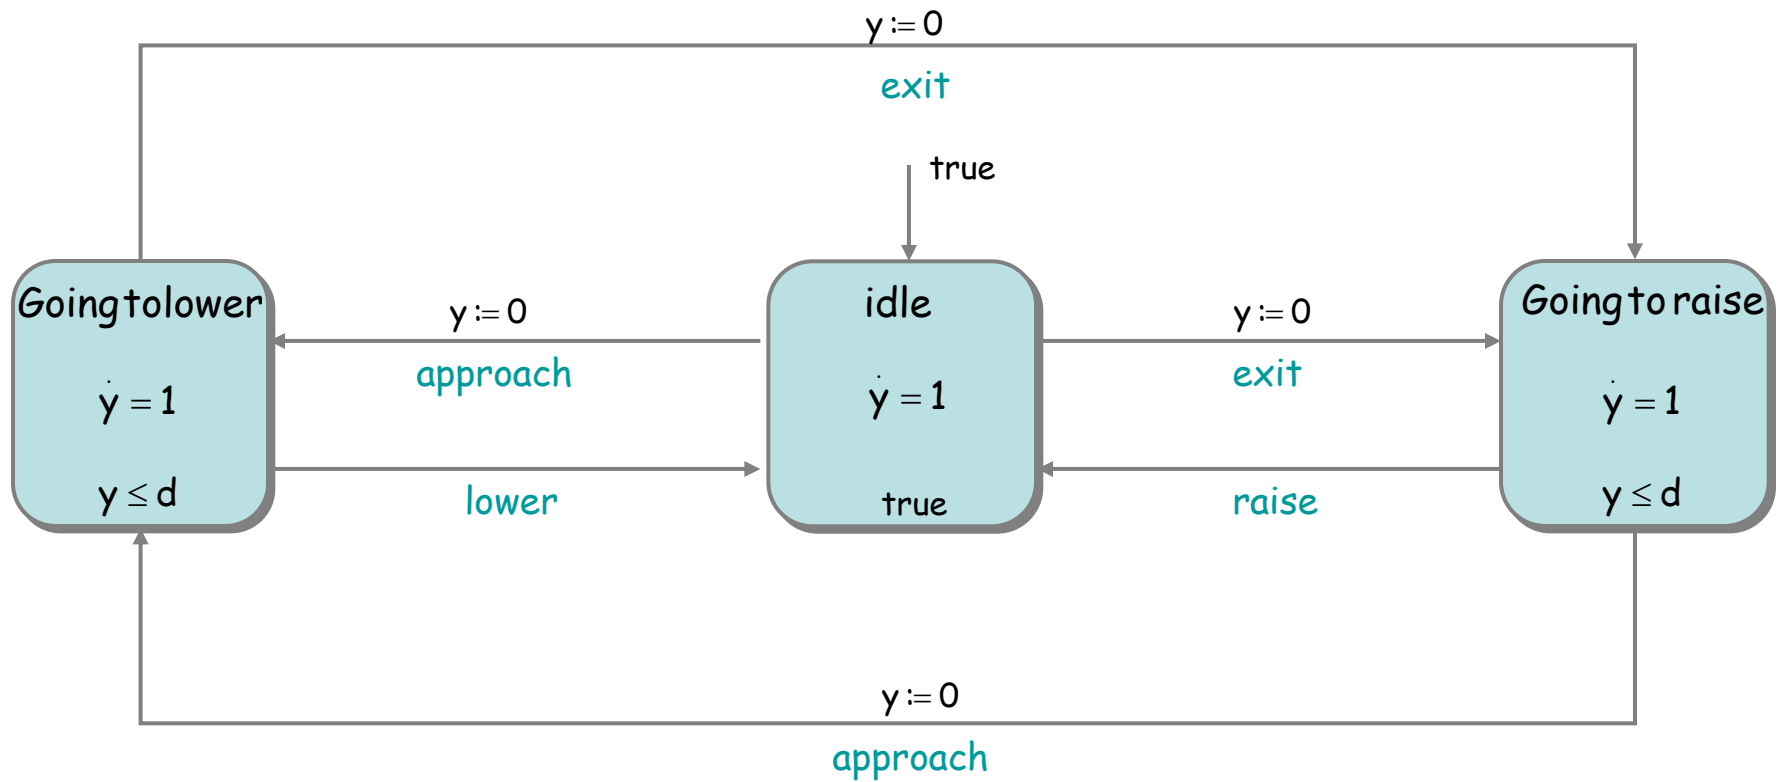 y := 0
exit
true
Going to lower
ẏ = 1
y ≤ d
y := 0
approach
lower
idle
ẏ = 1
true
y := 0
exit
raise
Going to raise
ẏ = 1
y ≤ d
y := 0
approach